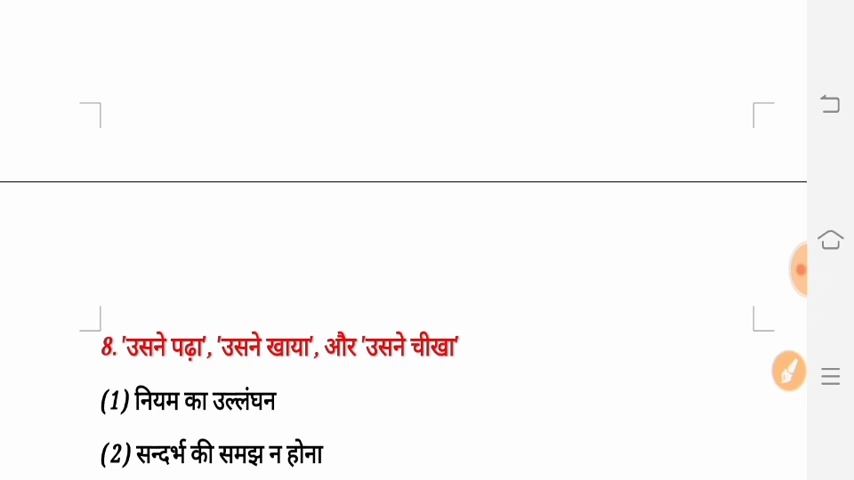 8. 'उसने पढ़ा', 'उसने खाया', और 'उसने चीखा'
(1) नियम का उल्लंघन
(2) सन्दर्भ की समझ न होना